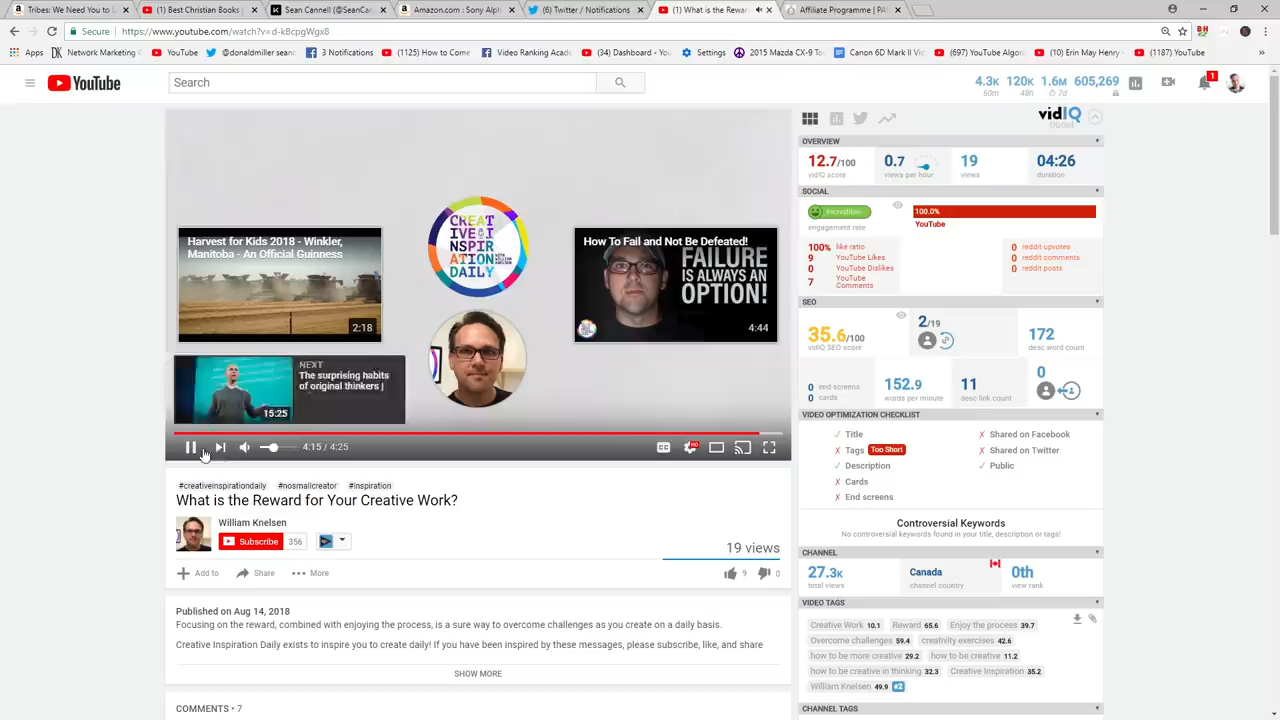 Tribes: We Need You to L
(1) Best Christian Books |
Sean Cannell (@SeanCan
Amazon.com: Sony Alph
(6) Twitter / Notifications
(1) What is the Rewa
Affiliate Programme | PA
Secure | https://www.youtube.com/watch?v=d-kBcpgWgx8
Apps
Network Marketing C
YouTube
@donaldmiller seanc
3 Notifications
(1125) How to Come
Video Ranking Acade
(34) Dashboard - You
Settings
2015 Mazda CX-9 To
Canon 6D Mark II Vi
(697) YouTube Algor
(10) Erin May Henry -
(1187) YouTube
YouTube
Search
4.3K 120K 1.6M 605,269
60m 48h 7d
1
vidIQ
OVERVIEW
12.7/100 0.7 19 04:26
vidIQ score views per hour views duration
SOCIAL
Incredible
engagement rate
100.0%
YouTube
100% like ratio
9 YouTube Likes
0 YouTube Dislikes
7 YouTube Comments
0 reddit upvotes
0 reddit comments
0 reddit posts
SEO
35.6/100
vidIQ SEO score
2/19
172
desc word count
0 end screens
0 cards
152.9
words per minute
11
desc link count
0
VIDEO OPTIMIZATION CHECKLIST
Title
Tags Too Short
Description
Cards
End screens
Shared on Facebook
Shared on Twitter
Public
Controversial Keywords
No controversial keywords found in your title, description or tags!
CHANNEL
27.3K
total views
Canada
channel country
0th
view rank
VIDEO TAGS
Creative Work 10.1 Reward 65.6 Enjoy the process 39.7
Overcome challenges 59.4 creativity exercises 42.6
how to be more creative 29.2 how to be creative 11.2
how to be creative in thinking 32.3 Creative Inspiration 35.2
William Knelsen 49.9 #2
CHANNEL TAGS
Harvest for Kids 2018 - Winkler,
Manitoba - An Official Guinness
2:18
CREAT
IVE IN
SPIR
ATION
DAILY
How To Fail and Not Be Defeated!
FAILURE
IS ALWAYS AN
OPTION!
4:44
NEXT
The surprising habits
of original thinkers |
15:25
4:15 / 4:25
CC
HD
#creativeinspirationdaily #nosmallcreator #inspiration
What is the Reward for Your Creative Work?
William Knelsen
Subscribe 356
19 views
Add to
Share
More
9
0
Published on Aug 14, 2018
Focusing on the reward, combined with enjoying the process, is a sure way to overcome challenges as you create on a daily basis.
Creative Inspiration Daily exists to inspire you to create daily! If you have been inspired by these messages, please subscribe, like, and share
SHOW MORE
COMMENTS • 7